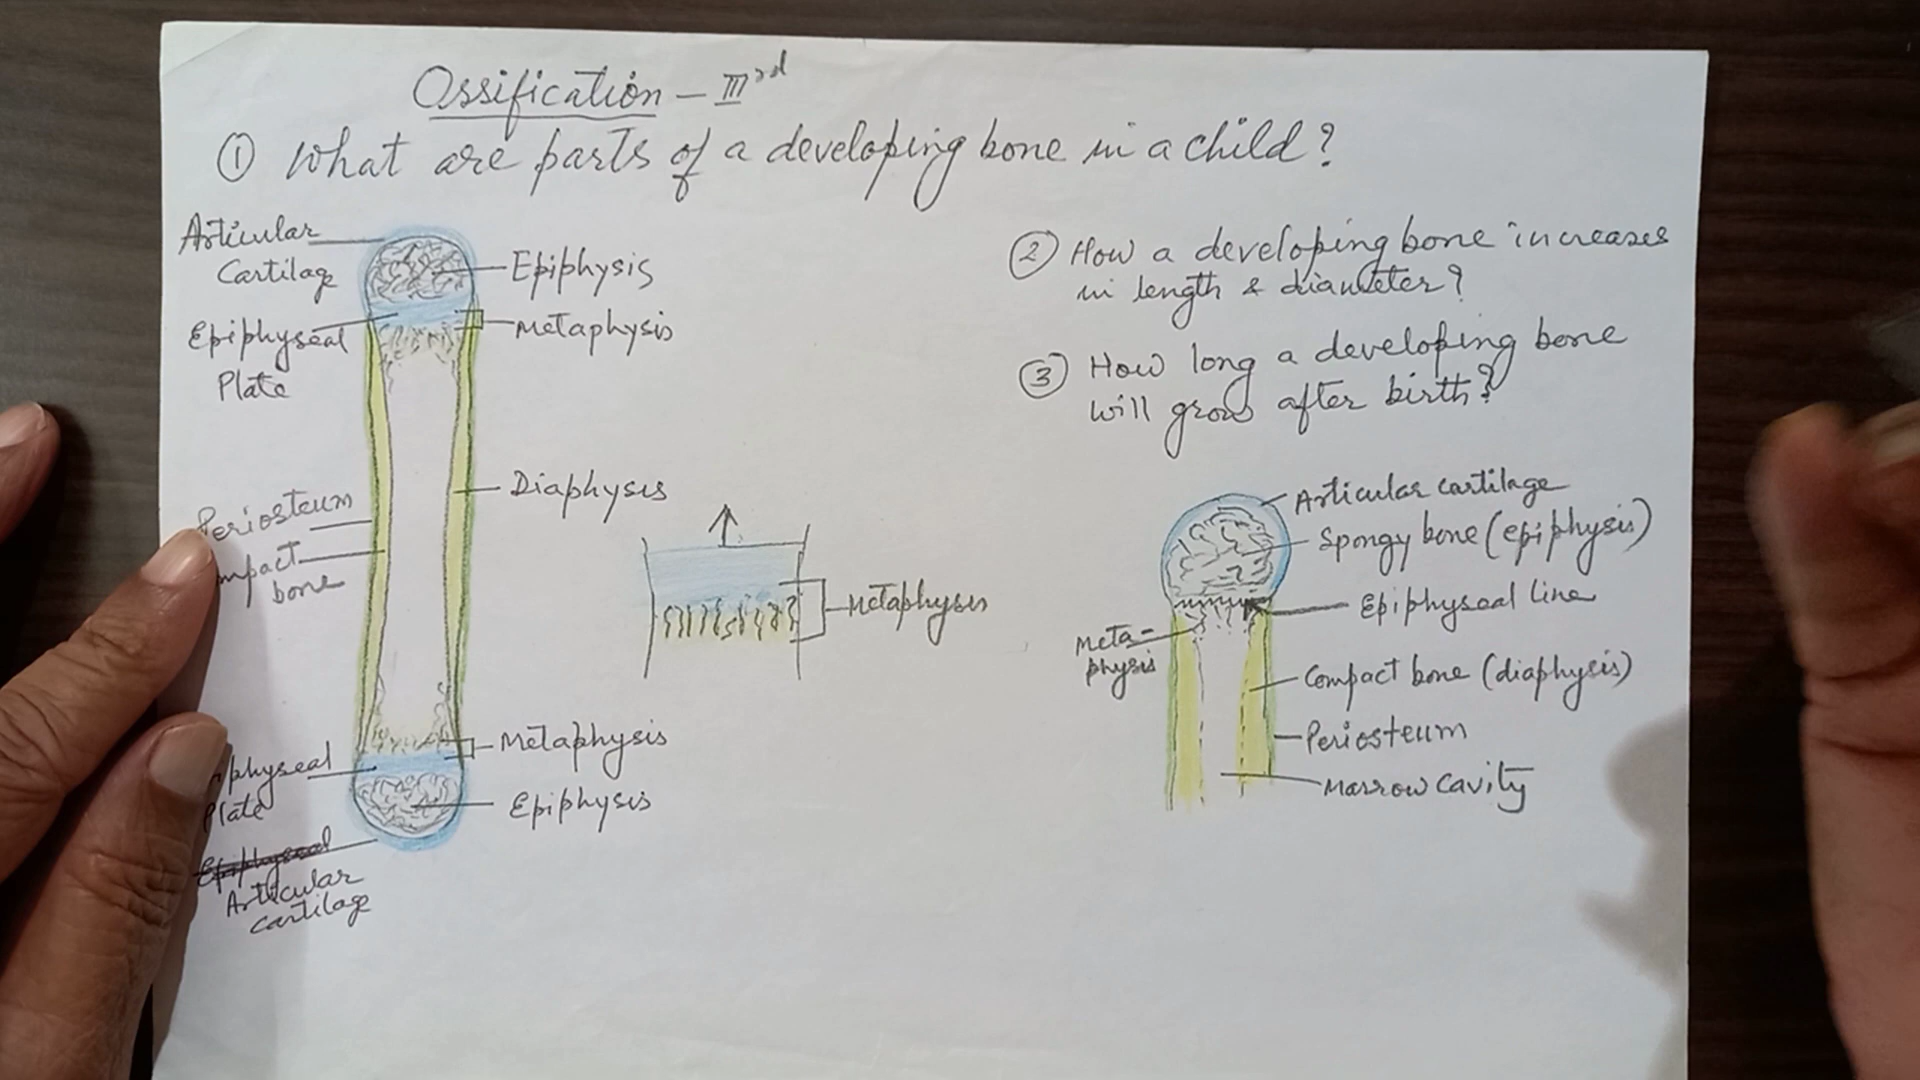 Ossification - IIIrd
① What are parts of a developing bone in a child?
Articular
Cartilage
Epiphyseal
Plate
Periosteum
mpact
bone
physeal
Plate
Articular
cartilage
Epiphysis
Metaphysis
Diaphysis
Metaphysis
Epiphysis
Metaphysis
② How a developing bone increases
in length & diameter?
③ How long a developing bone
will grow after birth?
Articular cartilage
Spongy bone (epiphysis)
Epiphyseal line
Meta-
physis
Compact bone (diaphysis)
Periosteum
Marrow cavity